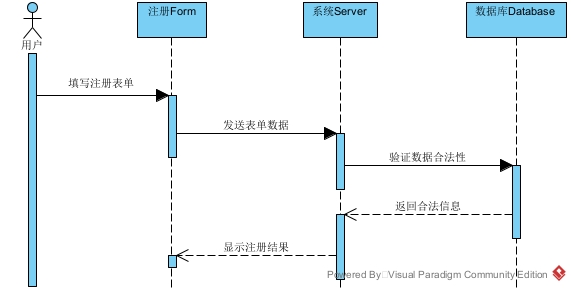 注册Form
系统Server
数据库Database
用户
填写注册表单
发送表单数据
验证数据合法性
返回合法信息
显示注册结果
Powered By Visual Paradigm Community Edition